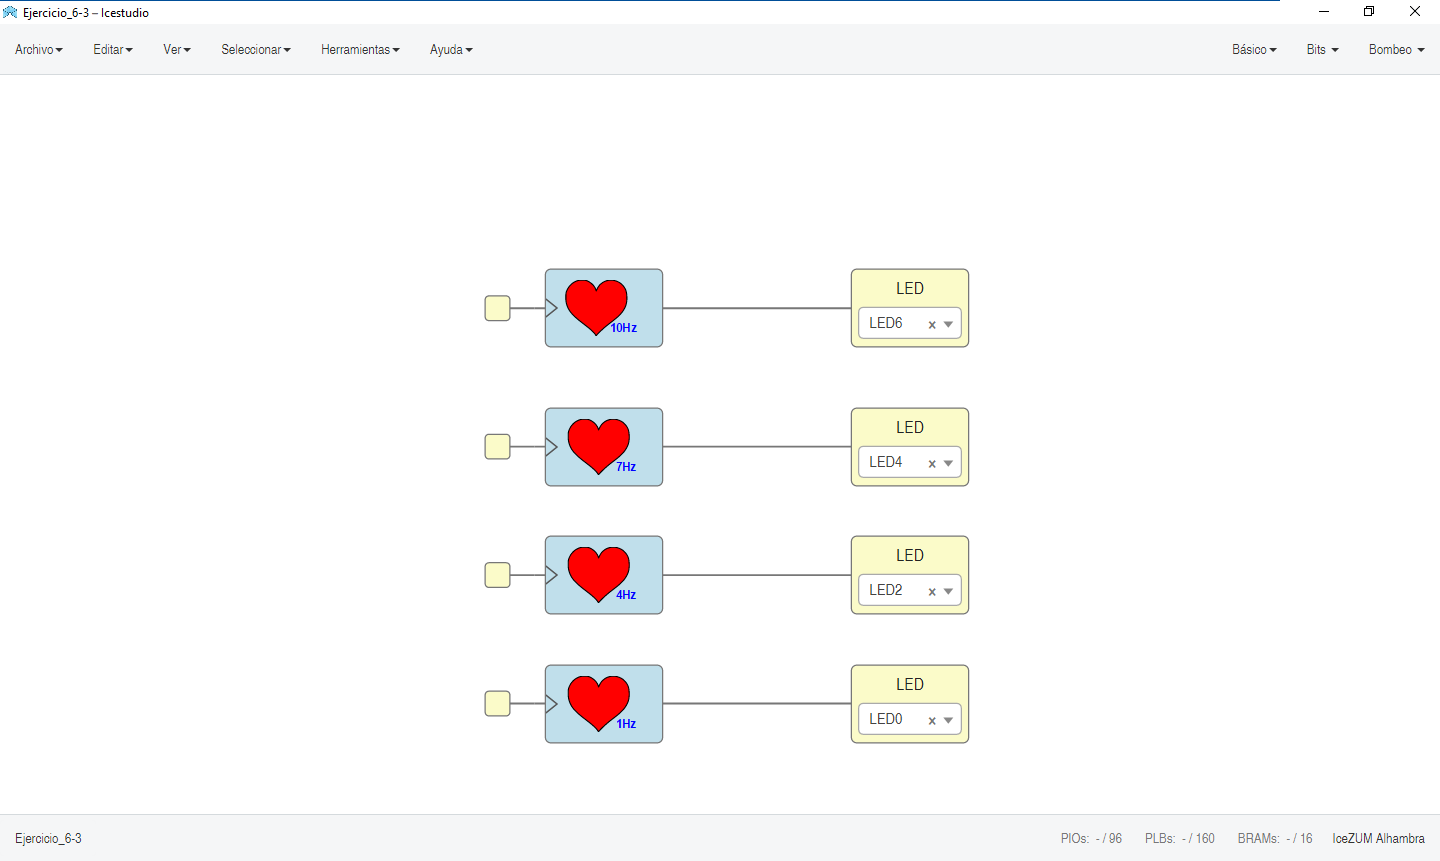 Ejercicio_6-3 – Icestudio
Archivo Editar Ver Seleccionar Herramientas Ayuda Básico Bits Bombeo
10Hz
LED
LED6 x
7Hz
LED
LED4 x
4Hz
LED
LED2 x
1Hz
LED
LED0 x
Ejercicio_6-3 PIOs: - / 96 PLBs: - / 160 BRAMs: - / 16 IceZUM Alhambra